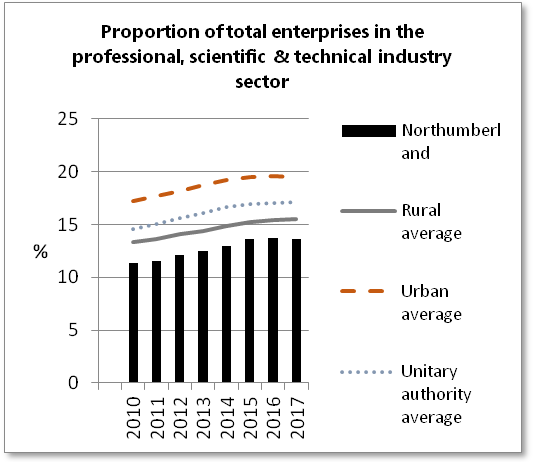 Proportion of total enterprises in the
professional, scientific & technical industry
sector
25
20
15
10
5
0
%
2010
2011
2012
2013
2014
2015
2016
2017
Northumberl
and
Rural
average
Urban
average
Unitary
authority
average